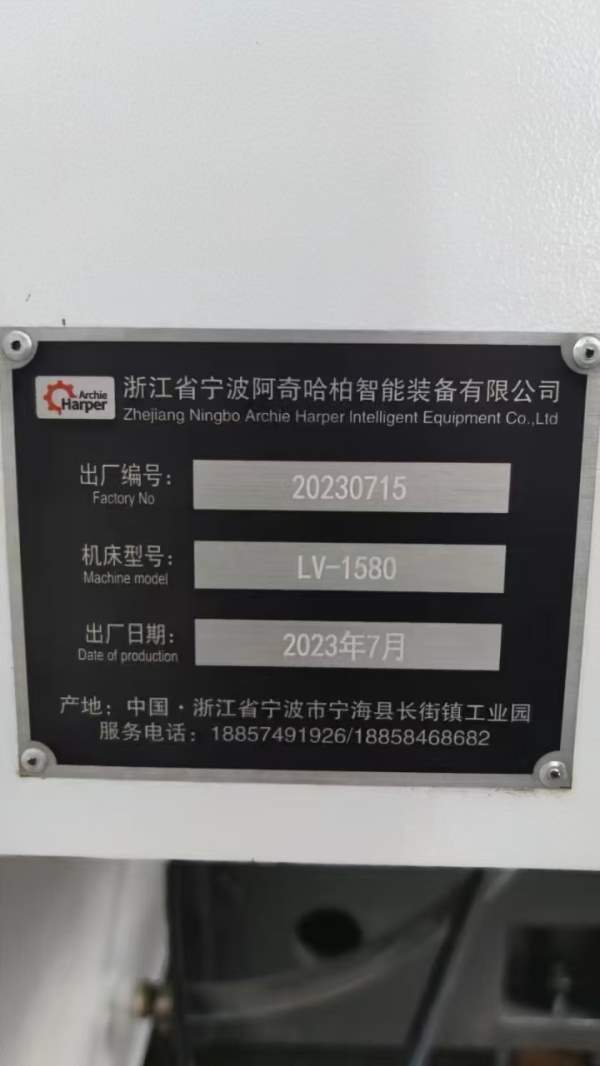 Archie
Harper
浙江省宁波阿奇哈柏智能装备有限公司
Zhejiang Ningbo Archie Harper Intelligent Equipment Co.,Ltd
出厂编号: 20230715
Factory No
机床型号: LV-1580
Machine model
出厂日期: 2023年7月
Date of production
产地: 中国·浙江省宁波市宁海县长街镇工业园
服务电话: 18857491926/18858468682